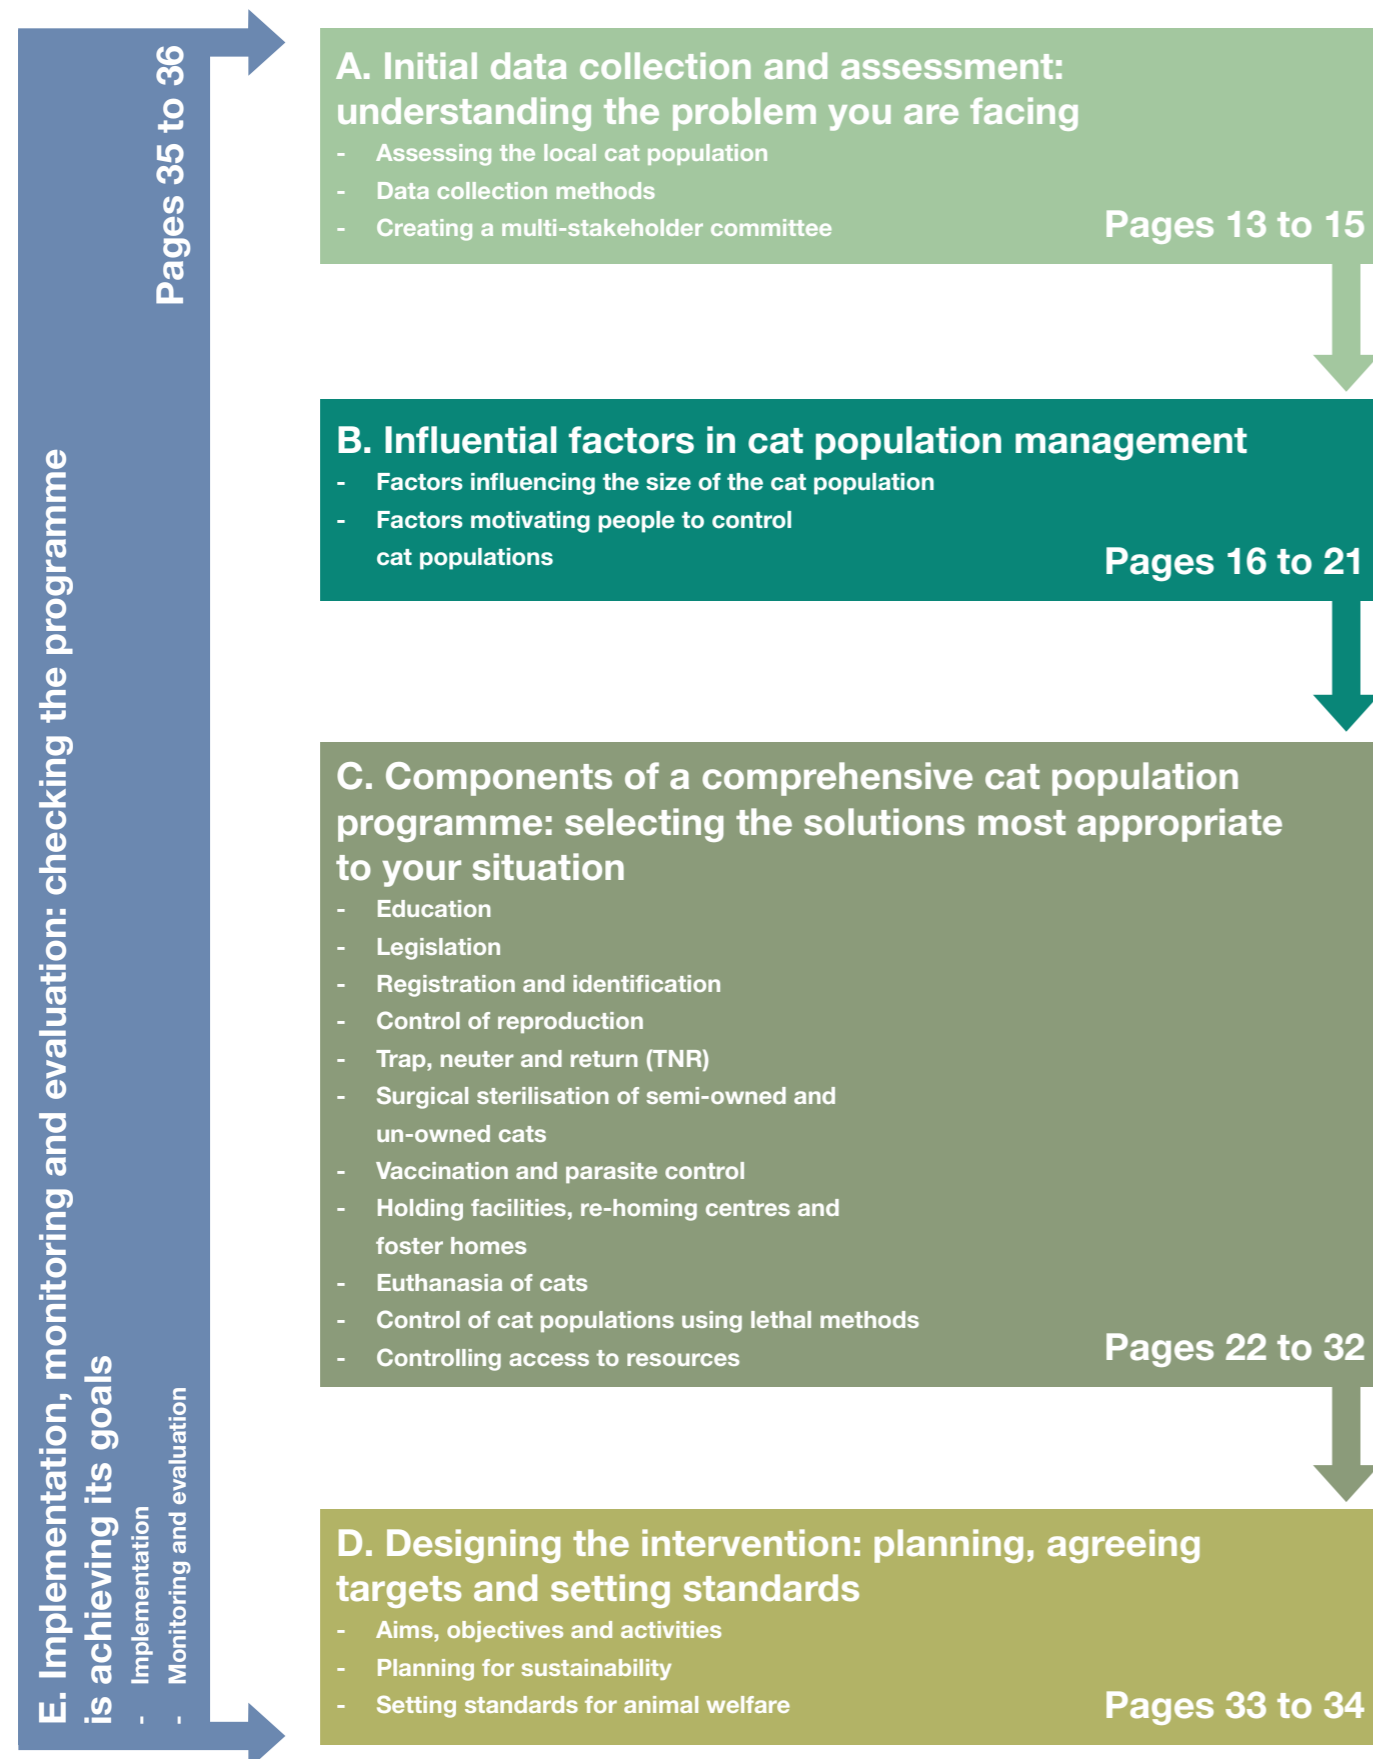 A. Initial data collection and assessment:
understanding the problem you are facing
- Assessing the local cat population
- Data collection methods
- Creating a multi-stakeholder committee
Pages 13 to 15
B. Influential factors in cat population management
- Factors influencing the size of the cat population
- Factors motivating people to control
cat populations
Pages 16 to 21
C. Components of a comprehensive cat population
programme: selecting the solutions most appropriate
to your situation
- Education
- Legislation
- Registration and identification
- Control of reproduction
- Trap, neuter and return (TNR)
- Surgical sterilisation of semi-owned and
un-owned cats
- Vaccination and parasite control
- Holding facilities, re-homing centres and
foster homes
- Euthanasia of cats
- Control of cat populations using lethal methods
- Controlling access to resources
Pages 22 to 32
D. Designing the intervention: planning, agreeing
targets and setting standards
- Aims, objectives and activities
- Planning for sustainability
- Setting standards for animal welfare
Pages 33 to 34
E. Implementation, monitoring and evaluation: checking the programme
is achieving its goals
- Implementation
- Monitoring and evaluation
Pages 35 to 36